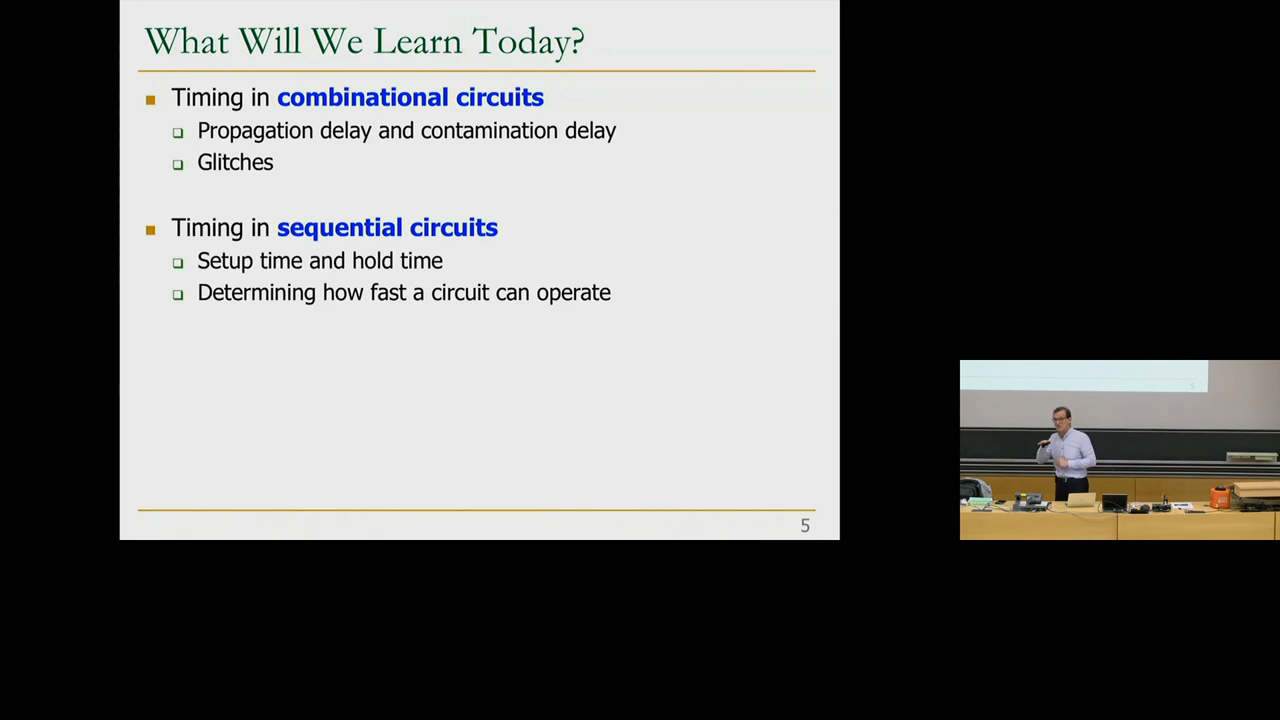 What Will We Learn Today?
Timing in combinational circuits
Propagation delay and contamination delay
Glitches
Timing in sequential circuits
Setup time and hold time
Determining how fast a circuit can operate
5
5